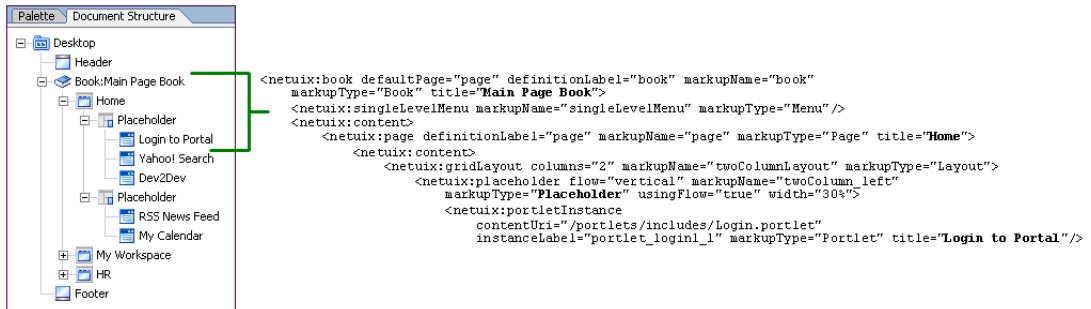 Palette Document Structure
Desktop
Header
Book:Main Page Book
Home
Placeholder
Login to Portal
Yahoo! Search
Dev2Dev
Placeholder
RSS News Feed
My Calendar
My Workspace
HR
Footer
<netuix:book defaultPage="page" definitionLabel="book" markupName="book"
markupType="Book" title="Main Page Book">
<netuix:singleLevelMenu markupName="singleLevelMenu" markupType="Menu"/>
<netuix:content>
<netuix:page definitionLabel="page" markupName="page" markupType="Page" title="Home">
<netuix:content>
<netuix:gridLayout columns="2" markupName="twoColumnLayout" markupType="Layout">
<netuix:placeholder flow="vertical" markupName="twoColumn_left"
markupType="Placeholder" usingFlow="true" width="30%">
<netuix:portletInstance
contentUri="/portlets/includes/Login.portlet"
instanceLabel="portlet_login1_1" markupType="Portlet" title="Login to Portal"/>